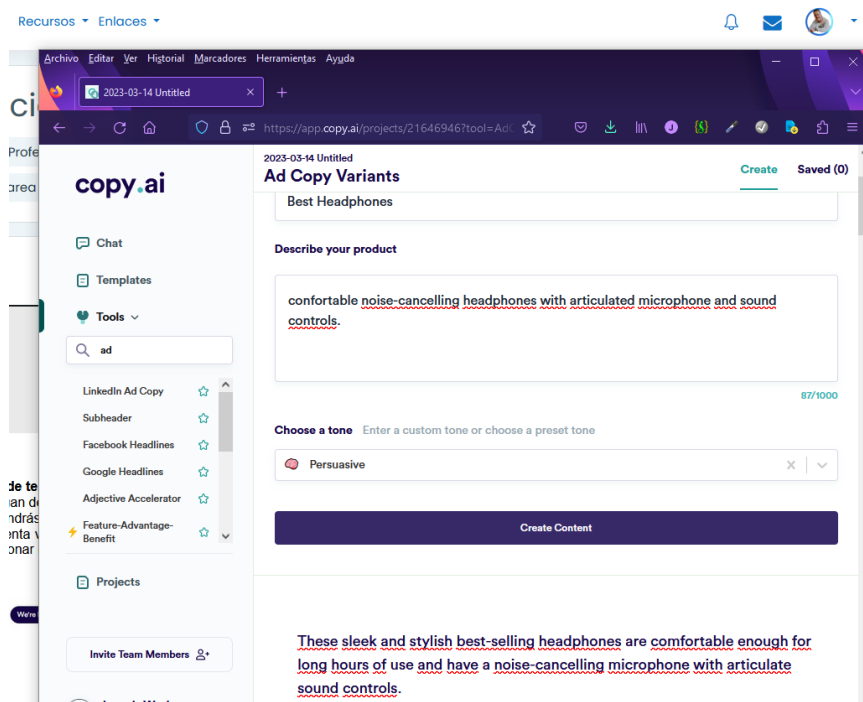 Recursos Enlaces
Archivo Editar Ver Historial Marcadores Herramientas Ayuda
2023-03-14 Untitled
https://app.copy.ai/projects/21646946?tool=Ad
Profe
area
copy.ai
Chat
Templates
Tools
ad
LinkedIn Ad Copy
Subheader
Facebook Headlines
Google Headlines
Adjective Accelerator
Feature-Advantage-
Benefit
Projects
Invite Team Members
2023-03-14 Untitled
Ad Copy Variants
Create Saved (0)
Best Headphones
Describe your product
confortable noise-cancelling headphones with articulated microphone and sound
controls.
87/1000
Choose a tone Enter a custom tone or choose a preset tone
Persuasive
Create Content
These sleek and stylish best-selling headphones are comfortable enough for
long hours of use and have a noise-cancelling microphone with articulate
sound controls.
de te
enta
onar
We're